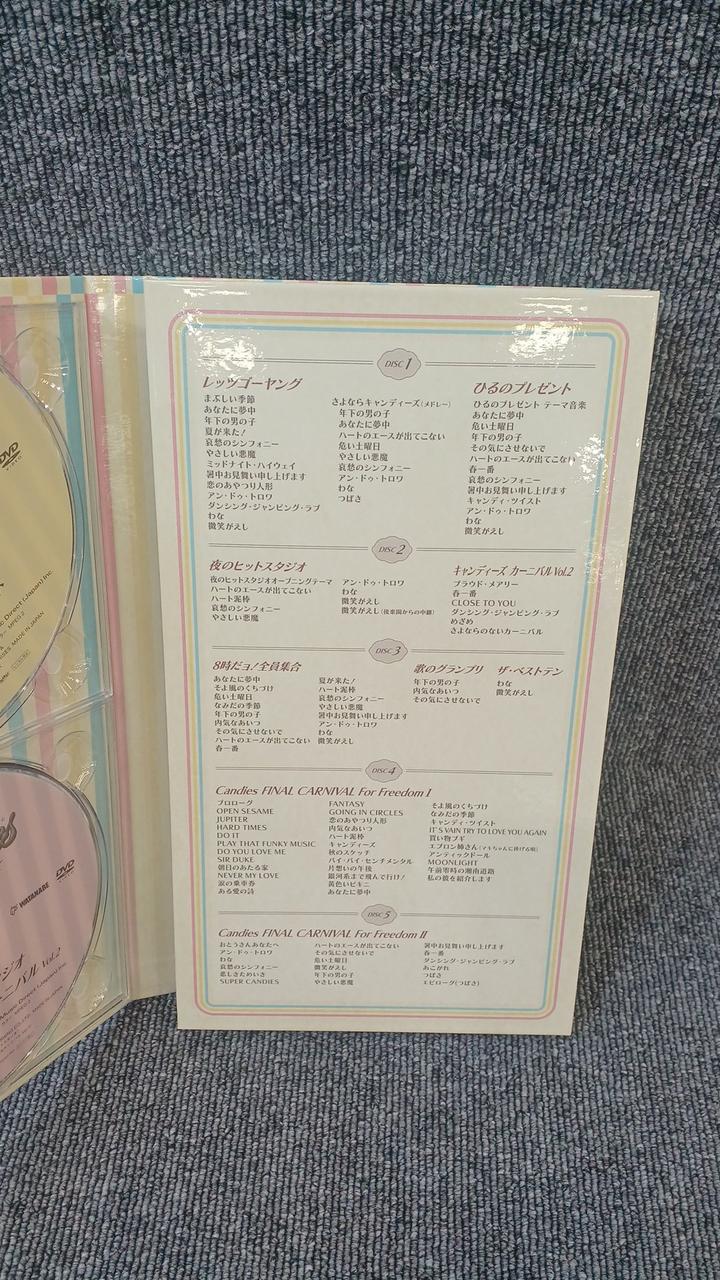 DISC 1
レッツゴーヤング
まぶしい季節
あなたに夢中
年下の男の子
夏が来た!
哀愁のシンフォニー
やさしい悪魔
ミッドナイト・ハイウェイ
暑中お見舞い申し上げます
恋のあやつり人形
アン・ドゥ・トロワ
ダンシング・ジャンピング・ラブ
わな
微笑がえし
さよならキャンディーズ(メドレー)
年下の男の子
あなたに夢中
ハートのエースが出てこない
危い土曜日
やさしい悪魔
哀愁のシンフォニー
アン・ドゥ・トロワ
わな
つばさ
ひるのプレゼント
ひるのプレゼント テーマ音楽
あなたに夢中
危い土曜日
年下の男の子
その気にさせないで
ハートのエースが出てこない
春一番
哀愁のシンフォニー
暑中お見舞い申し上げます
キャンディ・ツイスト
アン・ドゥ・トロワ
わな
微笑がえし
DISC 2
夜のヒットスタジオ
夜のヒットスタジオオープニングテーマ
ハートのエースが出てこない
ハート泥棒
哀愁のシンフォニー
やさしい悪魔
アン・ドゥ・トロワ
わな
微笑がえし
微笑がえし(後楽園からの中継)
キャンディーズ カーニバル Vol.2
プラウド・メアリー
春一番
CLOSE TO YOU
ダンシング・ジャンピング・ラブ
めざめ
さよならのないカーニバル
DISC 3
8時だョ!全員集合
あなたに夢中
そよ風のくちづけ
危い土曜日
なみだの季節
年下の男の子
内気なあいつ
その気にさせないで
ハートのエースが出てこない
春一番
夏が来た!
ハート泥棒
哀愁のシンフォニー
やさしい悪魔
暑中お見舞い申し上げます
アン・ドゥ・トロワ
わな
微笑がえし
歌のグランプリ
年下の男の子
内気なあいつ
その気にさせないで
ザ・ベストテン
わな
微笑がえし
DISC 4
Candies FINAL CARNIVAL For Freedom I
プロローグ
OPEN SESAME
JUPITER
HARD TIMES
DO IT
PLAY THAT FUNKY MUSIC
DO YOU LOVE ME
SIR DUKE
朝日のあたる家
NEVER MY LOVE
涙の乗車券
ある愛の詩
FANTASY
GOING IN CIRCLES
恋のあやつり人形
内気なあいつ
ハート泥棒
キャンディーズ
秋のスケッチ
バイ・バイ・センチメンタル
片想いの午後
銀河系まで飛んで行け!
黄色いビキニ
あなたに夢中
そよ風のくちづけ
なみだの季節
キャンディ・ツイスト
IT'S VAIN TRY TO LOVE YOU AGAIN
買い物ブギ
エプロン姉さん(マキちゃんに捧げる唄)
アンティックドール
MOONLIGHT
午前零時の湘南道路
私の彼を紹介します
DISC 5
Candies FINAL CARNIVAL For Freedom II
おとうさんあなたへ
アン・ドゥ・トロワ
わな
哀愁のシンフォニー
悲しきためいき
SUPER CANDIES
ハートのエースが出てこない
その気にさせないで
危い土曜日
微笑がえし
年下の男の子
やさしい悪魔
暑中お見舞い申し上げます
春一番
ダンシング・ジャンピング・ラブ
あこがれ
つばさ
エピローグ(つばさ)
DVD
Direct (Japan) Inc.
MPEG 2
MADE IN JAPAN
WATANABE
DVD
Vol.2
Music Direct (Japan) Inc.